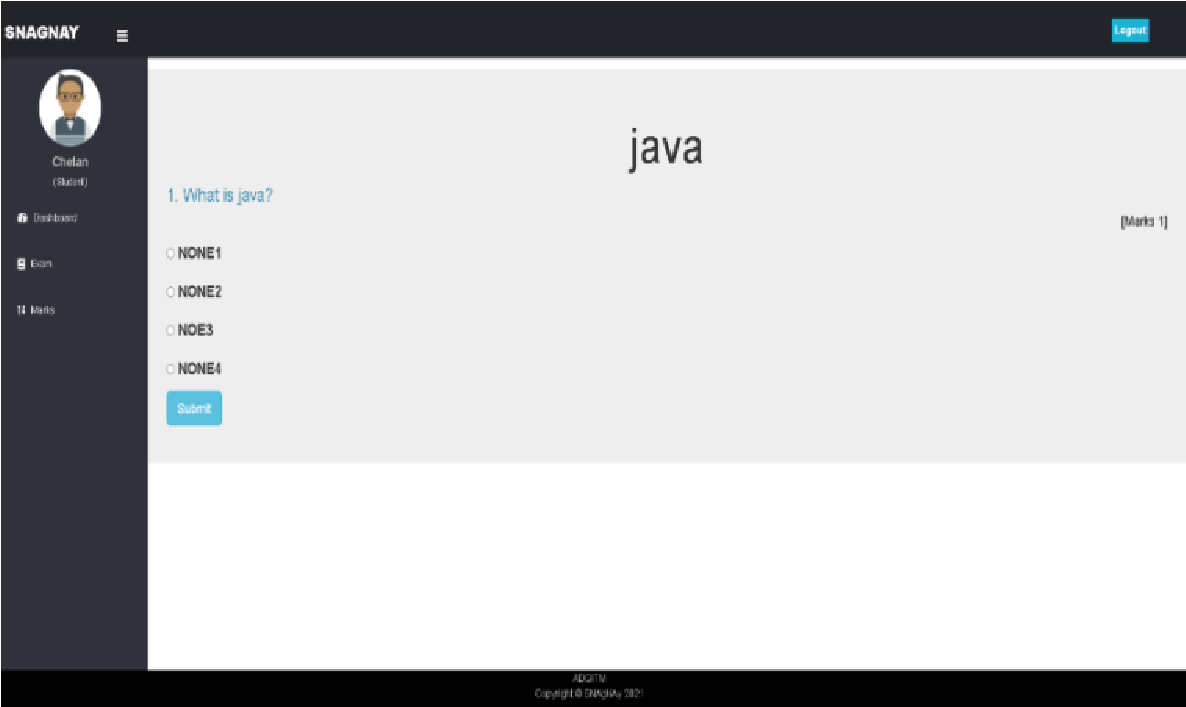 SNAGNAY
Logout
Chetan
(Student)
Dashboard
Exam
Marks
java
1. What is java?
[Marks 1]
NONE1
NONE2
NOE3
NONE4
Submit
ADGITM
Copyright © SNAgNAy 2021